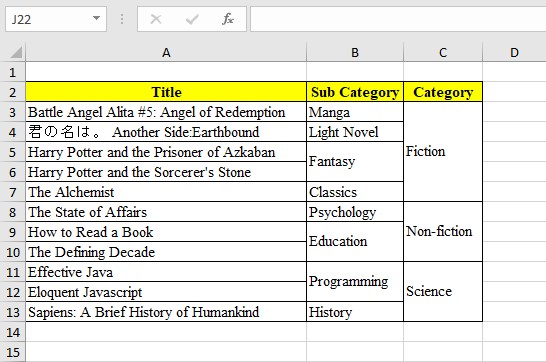 J22
fx
A B C D
1
2 Title Sub Category Category
3 Battle Angel Alita #5: Angel of Redemption Manga
4 君の名は。 Another Side:Earthbound Light Novel
5 Harry Potter and the Prisoner of Azkaban Fantasy Fiction
6 Harry Potter and the Sorcerer's Stone
7 The Alchemist Classics
8 The State of Affairs Psychology
9 How to Read a Book Education Non-fiction
10 The Defining Decade
11 Effective Java Programming Science
12 Eloquent Javascript
13 Sapiens: A Brief History of Humankind History
14
15